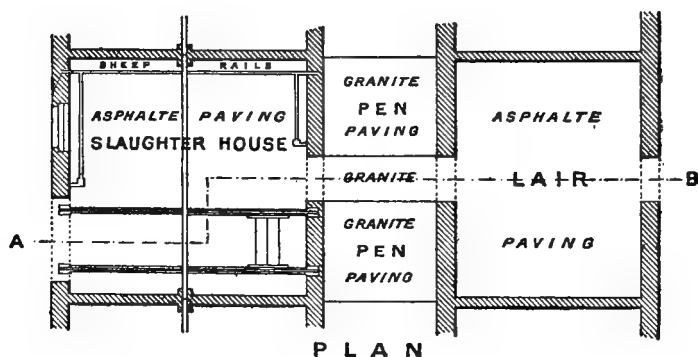 SHEEP RAILS
ASPHALTE PAVING
SLAUGHTER HOUSE
GRANITE
PEN
PAVING
GRANITE
GRANITE
PEN
PAVING
ASPHALTE
LAIR
PAVING
A
B
PLAN